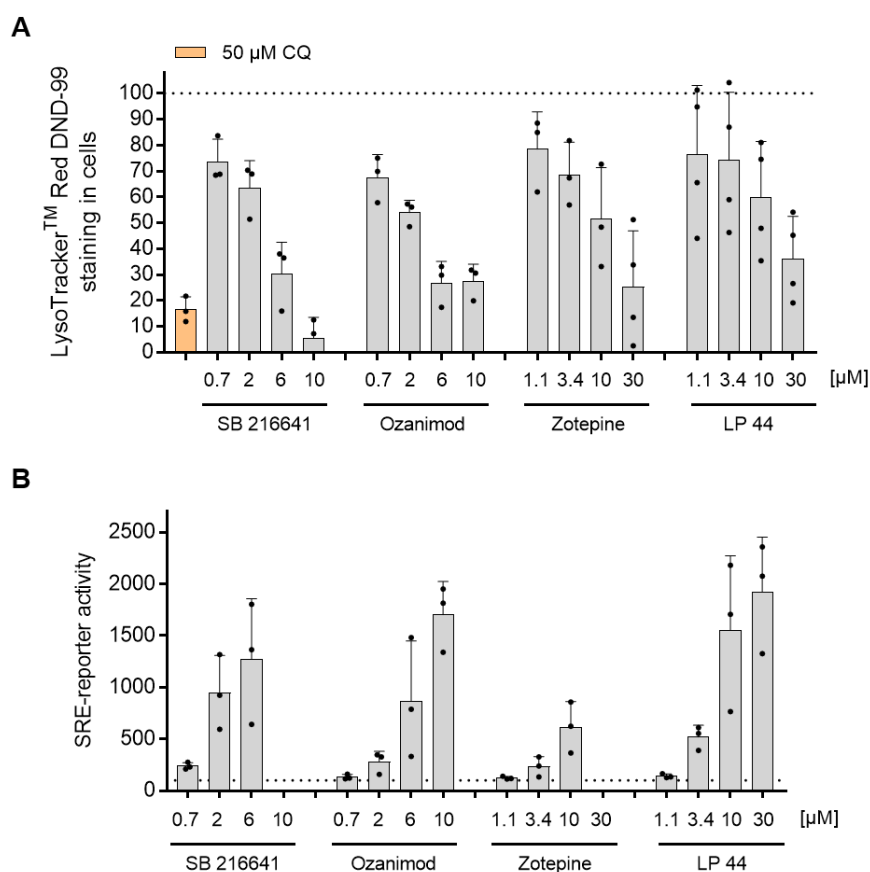 A
50 µM CQ
LysoTracker™ Red DND-99
staining in cells
100
90
80
70
60
50
40
30
20
10
0
0.7 2 6 10 0.7 2 6 10 1.1 3.4 10 30 1.1 3.4 10 30 [µM]
SB 216641 Ozanimod Zotepine LP 44
B
SRE-reporter activity
2500
2000
1500
1000
500
0
0.7 2 6 10 0.7 2 6 10 1.1 3.4 10 30 1.1 3.4 10 30 [µM]
SB 216641 Ozanimod Zotepine LP 44